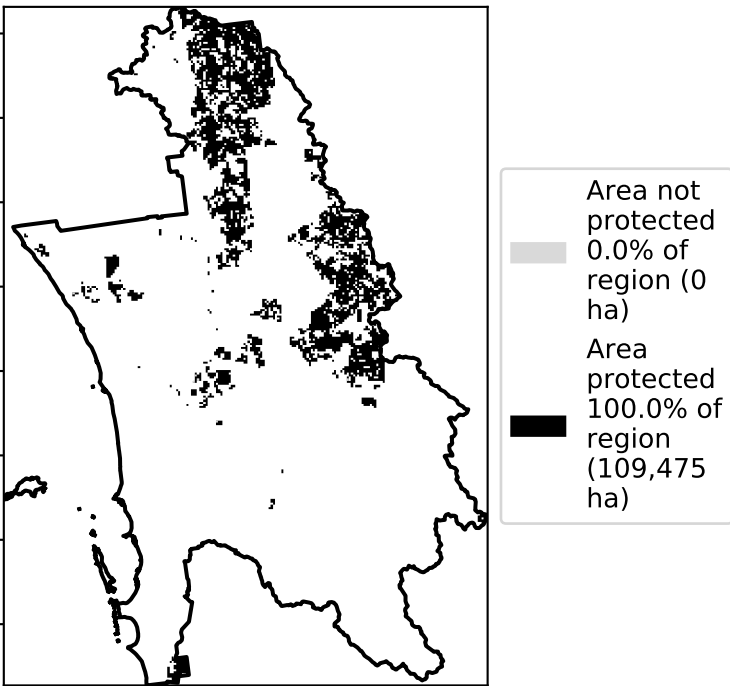 Area not
protected
0.0% of
region (0
ha)
Area
protected
100.0% of
region
(109,475
ha)